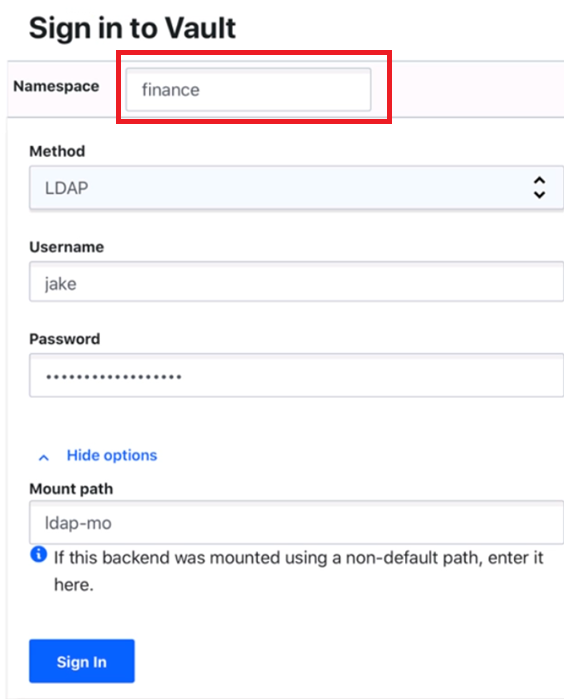 Sign in to Vault
Namespace finance
Method
LDAP
Username
jake
Password
••••••••••••••••••
Hide options
Mount path
ldap-mo
If this backend was mounted using a non-default path, enter it
here.
Sign In